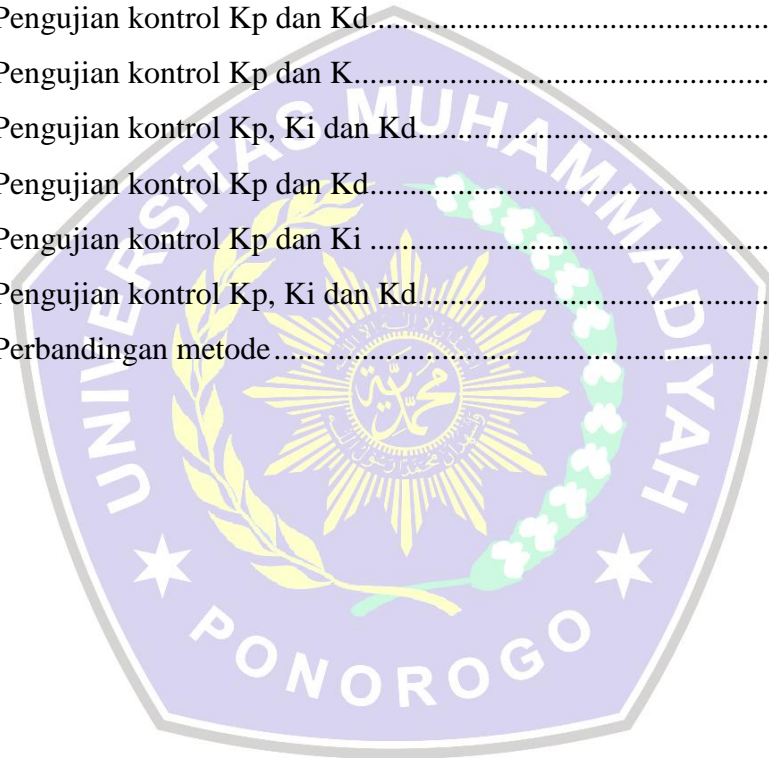 Pengujian kontrol Kp dan Kd..................................................
Pengujian kontrol Kp dan K....................................................
Pengujian kontrol Kp, Ki dan Kd............................................
Pengujian kontrol Kp dan Kd..................................................
Pengujian kontrol Kp dan Ki ..................................................
Pengujian kontrol Kp, Ki dan Kd............................................
Perbandingan metode..............................................................
UNIVERSITAS MUHAMMADIYAH
PONOROGO